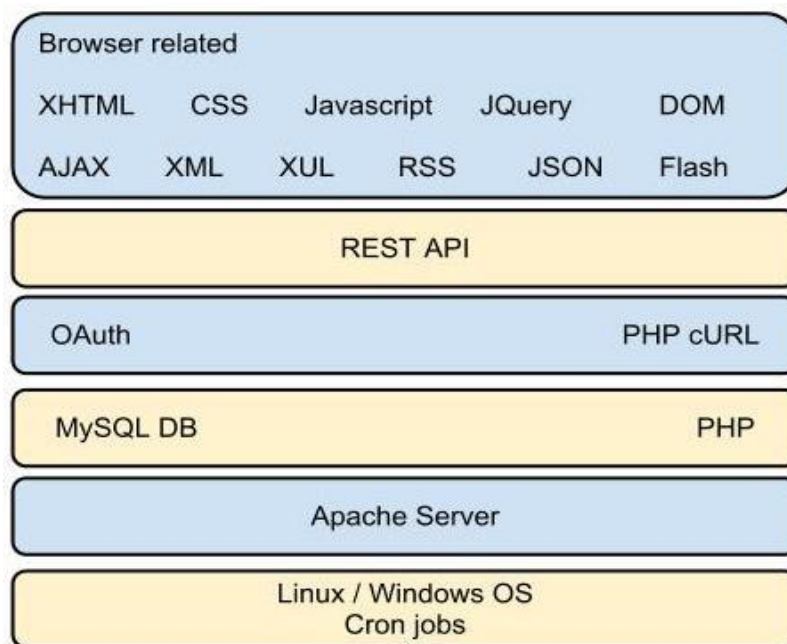 Browser related
XHTML CSS Javascript JQuery DOM
AJAX XML XUL RSS JSON Flash
REST API
OAuth PHP cURL
MySQL DB PHP
Apache Server
Linux / Windows OS
Cron jobs